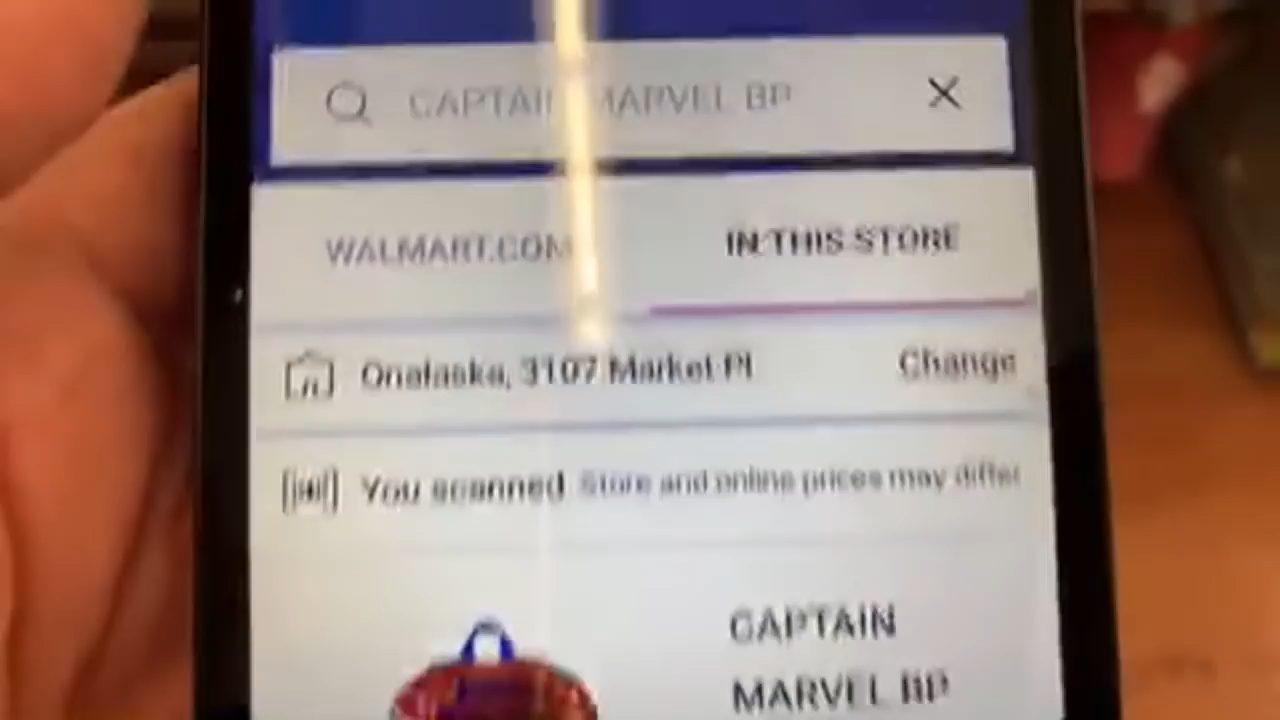 CAPTAIN MARVEL BP
WALMART.COM
IN THIS STORE
Onalaska, 3107 Market Pl
Change
You scanned Store and online prices may differ
CAPTAIN
MARVEL BP